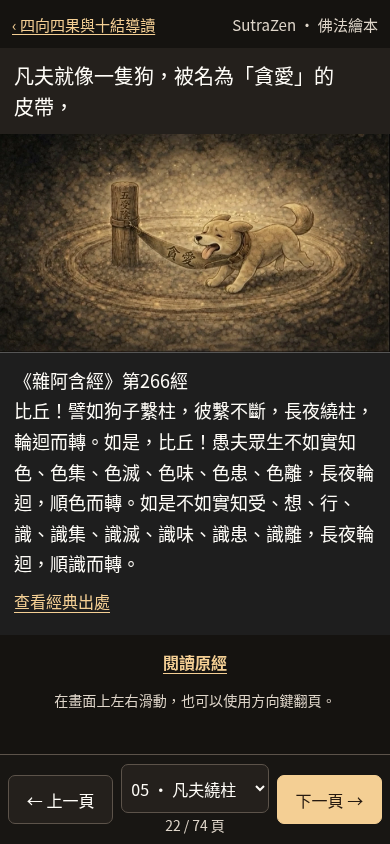 ‹ 四向四果與十結導讀
SutraZen · 佛法繪本
凡夫就像一隻狗，被名為「貪愛」的
皮帶，
五受陰
貪愛
《雜阿含經》第266經
比丘！譬如狗子繫柱，彼繫不斷，長夜繞柱，
輪迴而轉。如是，比丘！愚夫眾生不如實知
色、色集、色滅、色味、色患、色離，長夜輪
迴，順色而轉。如是不如實知受、想、行、
識、識集、識滅、識味、識患、識離，長夜輪
迴，順識而轉。
查看經典出處
閱讀原經
在畫面上左右滑動，也可以使用方向鍵翻頁。
← 上一頁
05 · 凡夫繞柱
下一頁 →
22 / 74 頁